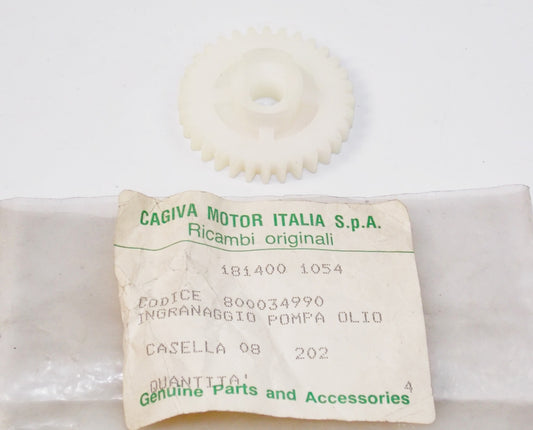 CAGIVA MOTOR ITALIA S.p.A.
Ricambi originali
181400 1054
CODICE 800034990
INGRANAGGIO POMPA OLIO
CASELLA 08 202
QUANTITA' 4
Genuine Parts and Accessories